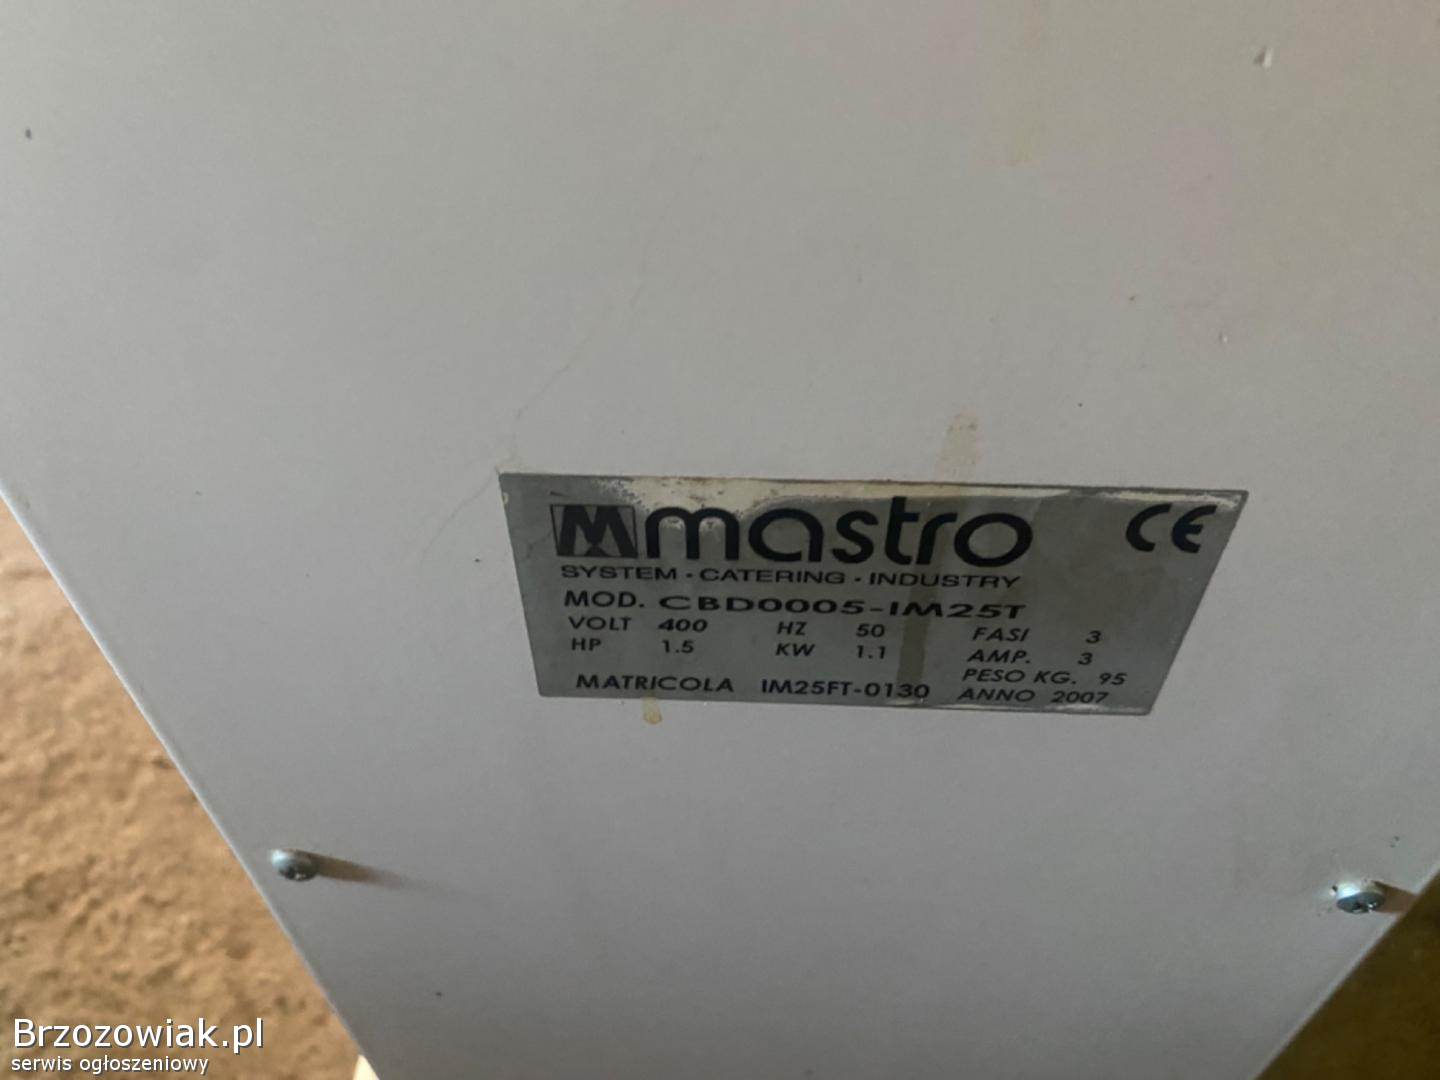 M mastro CE
SYSTEM - CATERING - INDUSTRY
MOD. CBD0005-IM25T
VOLT 400 HZ 50 FASI 3
HP 1.5 KW 1.1 AMP. 3
PESO KG. 95
MATRICOLA IM25FT-0130 ANNO 2007
Brzozowiak.pl
serwis ogłoszeniowy